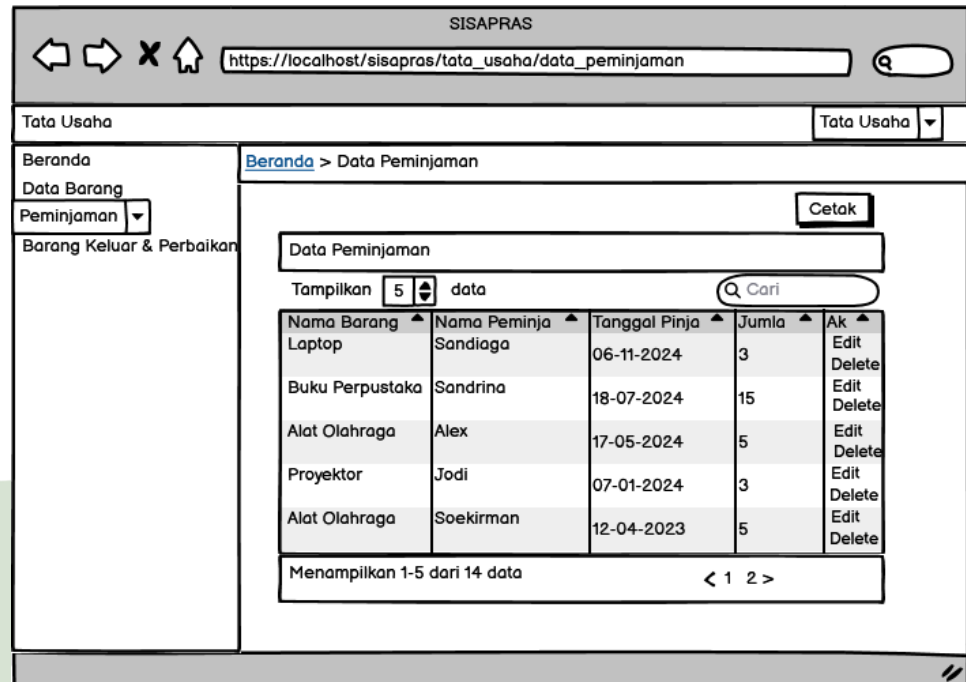 SISAPRAS
https://localhost/sisapras/tata_usaha/data_peminjaman
Tata Usaha
Tata Usaha
Beranda
Data Barang
Peminjaman
Barang Keluar & Perbaikan
Beranda > Data Peminjaman
Cetak
Data Peminjaman
Tampilkan 5 data
Cari
Nama Barang Nama Peminja Tanggal Pinja Jumla Ak
Laptop Sandiaga 06-11-2024 3 Edit Delete
Buku Perpustaka Sandrina 18-07-2024 15 Edit Delete
Alat Olahraga Alex 17-05-2024 5 Edit Delete
Proyektor Jodi 07-01-2024 3 Edit Delete
Alat Olahraga Soekirman 12-04-2023 5 Edit Delete
Menampilkan 1-5 dari 14 data < 1 2 >